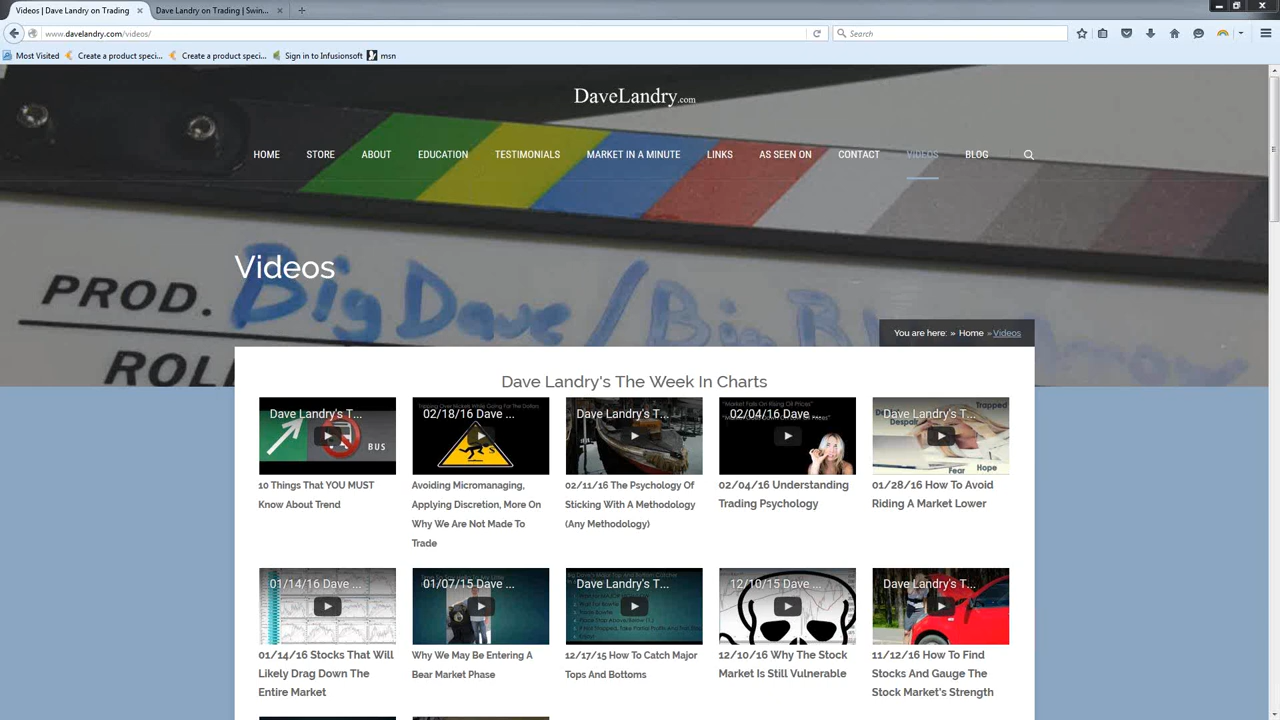 Videos | Dave Landry on Trading
Dave Landry on Trading | Swin...
www.davelandry.com/videos/
Search
Most Visited
Create a product speci...
Create a product speci...
Sign in to Infusionsoft
msn
DaveLandry.com
HOME
STORE
ABOUT
EDUCATION
TESTIMONIALS
MARKET IN A MINUTE
LINKS
AS SEEN ON
CONTACT
VIDEOS
BLOG
Videos
PROD.
Big Dave/
ROLL
You are here: » Home » Videos
Dave Landry's The Week In Charts
Dave Landry's T...
BUS
10 Things That YOU MUST
Know About Trend
02/18/16 Dave ...
Avoiding Micromanaging,
Applying Discretion, More On
Why We Are Not Made To
Trade
Dave Landry's T...
02/11/16 The Psychology Of
Sticking With A Methodology
(Any Methodology)
"Market Falls On Rising Oil Prices"
02/04/16 Dave ...
02/04/16 Understanding
Trading Psychology
Trapped
Dave Landry's T...
Despair
Fear
Hope
01/28/16 How To Avoid
Riding A Market Lower
01/14/16 Dave ...
01/14/16 Stocks That Will
Likely Drag Down The
Entire Market
01/07/15 Dave ...
Why We May Be Entering A
Bear Market Phase
Dave Landry's T...
12/17/15 How To Catch Major
Tops And Bottoms
12/10/15 Dave ...
12/10/16 Why The Stock
Market Is Still Vulnerable
Dave Landry's T...
11/12/16 How To Find
Stocks And Gauge The
Stock Market's Strength